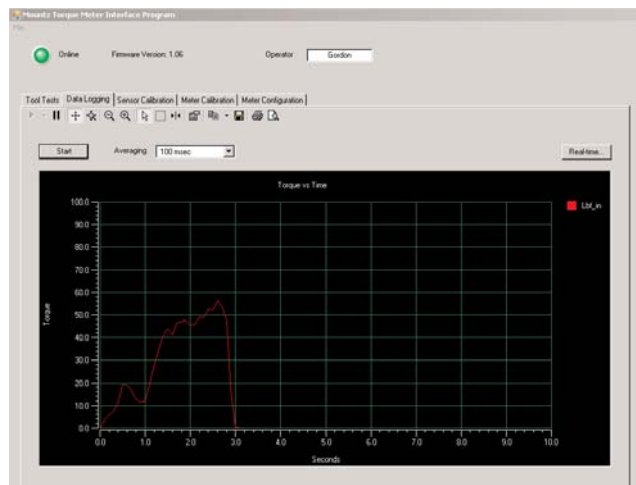 Mountz Torque Meter Interface Program
File
Online
Firmware Version: 1.06
Operator
Gordon
Tool Tests
Data Logging
Sensor Calibration
Meter Calibration
Meter Configuration
Start
Averaging
100 msec
Real-time...
Torque vs Time
Lbf_in
100.0
90.0
80.0
70.0
60.0
50.0
40.0
30.0
20.0
10.0
0.0
Torque
0.0 1.0 2.0 3.0 4.0 5.0 6.0 7.0 8.0 9.0 10.0
Seconds